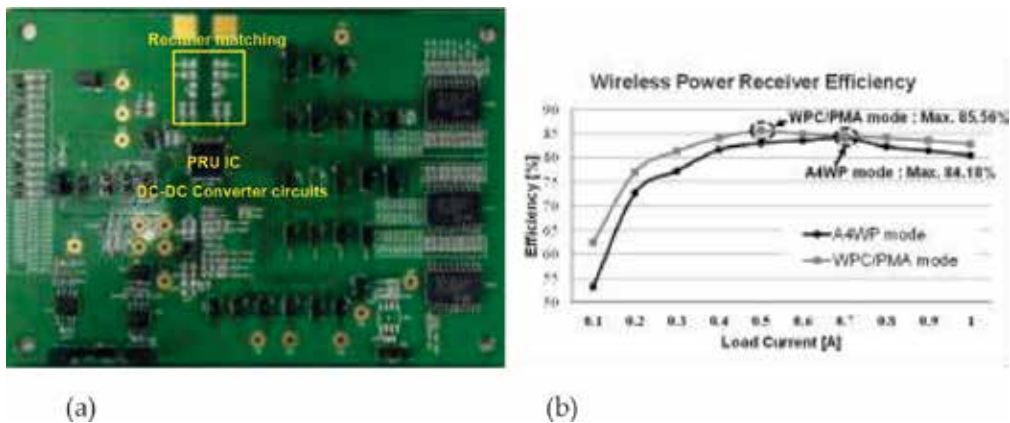 Rectifier matching
PRU IC
DC-DC Converter circuits
(a)
Wireless Power Receiver Efficiency
WPC/PMA mode : Max. 85.56%
A4WP mode : Max. 84.18%
A4WP mode
WPC/PMA mode
Efficiency [%]
90
85
80
75
70
65
60
55
50
0.1 0.2 0.3 0.4 0.5 0.6 0.7 0.8 0.9 1
Load Current [A]
(b)